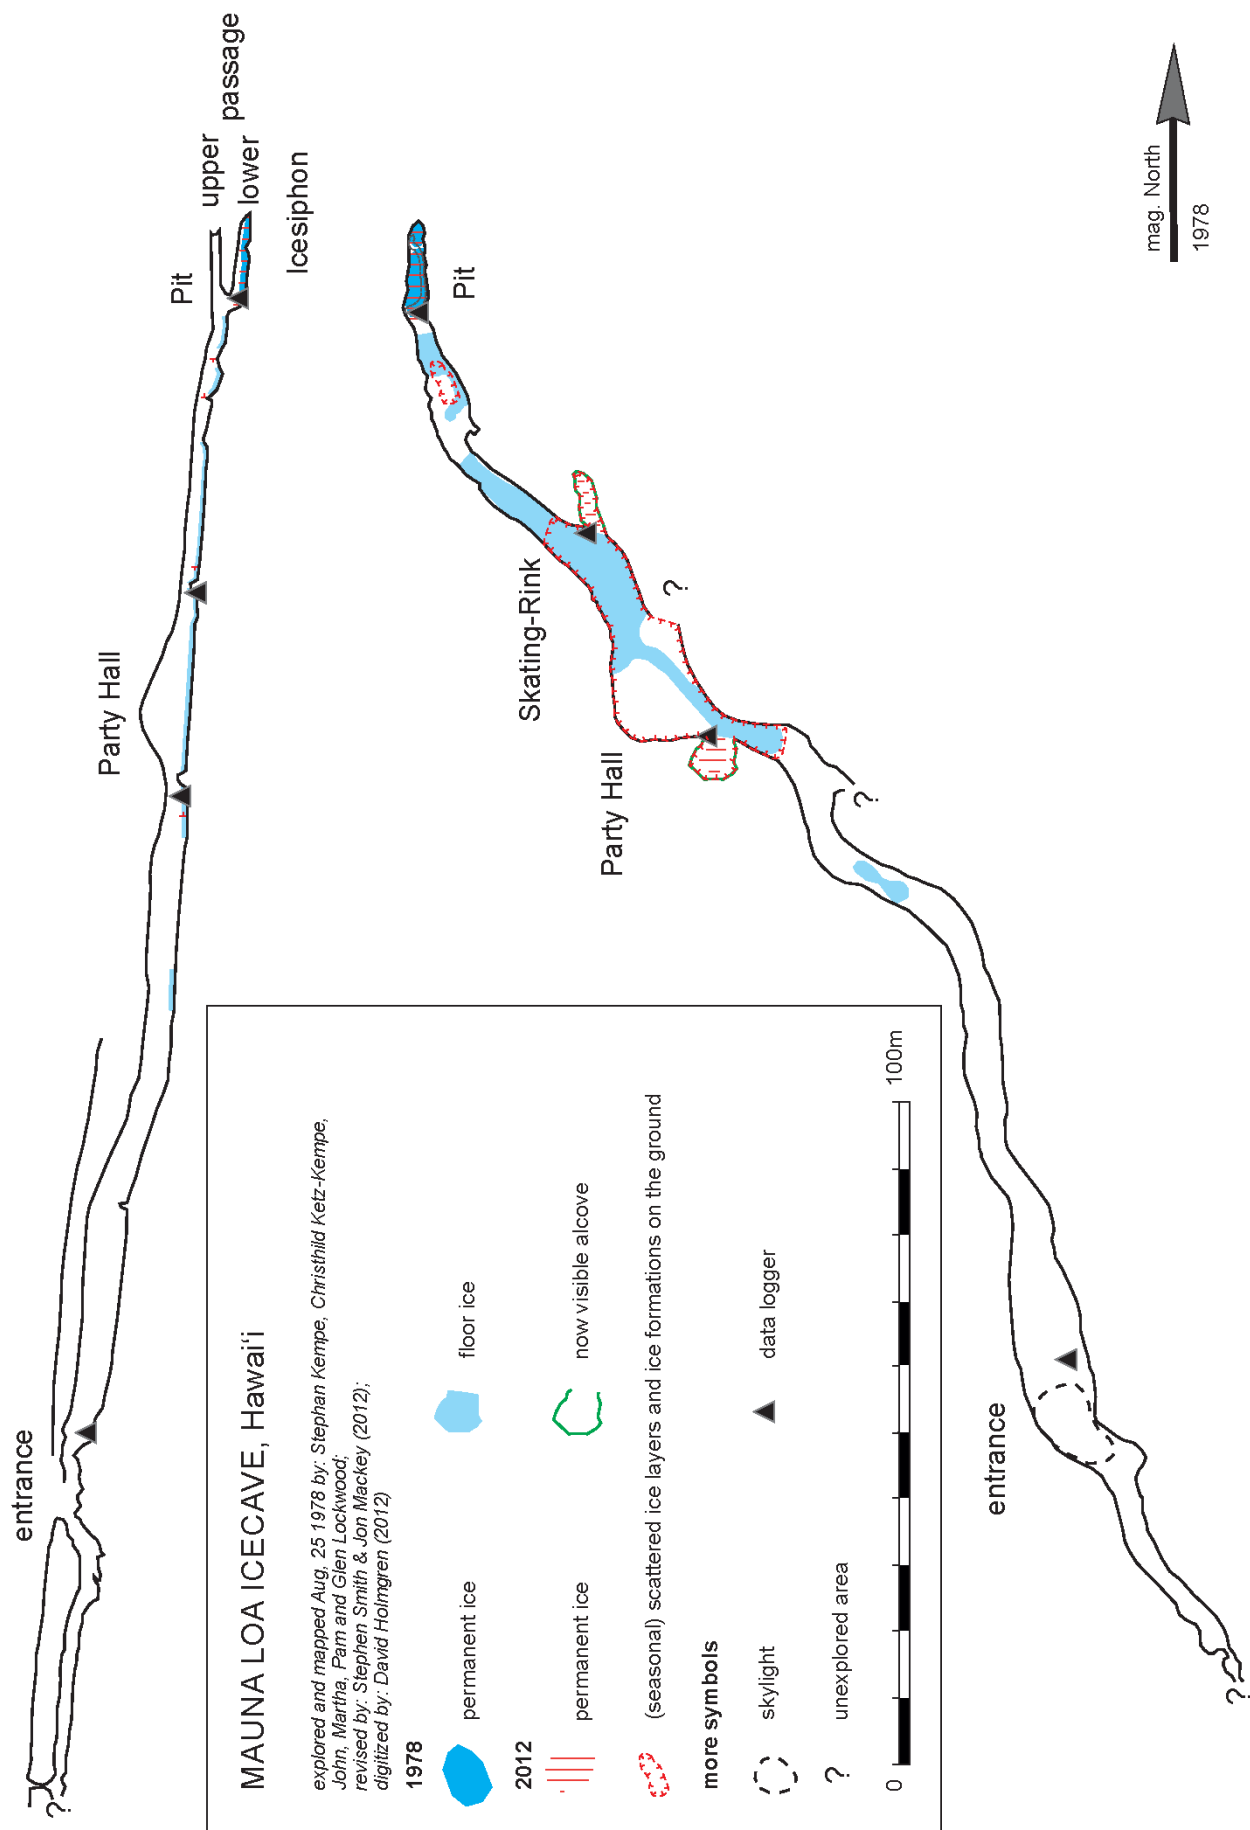 entrance
Party Hall
Pit
upper
passage
lower
Icesiphon
?
MAUNA LOA ICECAVE, Hawai‘i
explored and mapped Aug, 25 1978 by: Stephan Kempe, Christhild Ketz-Kempe,
John, Martha, Pam and Glen Lockwood;
revised by: Stephen Smith & Jon Mackey (2012);
digitized by: David Holmgren (2012)
1978
permanent ice
floor ice
2012
permanent ice
now visible alcove
(seasonal) scattered ice layers and ice formations on the ground
more symbols
skylight
data logger
?
unexplored area
0
100m
Pit
Skating-Rink
?
Party Hall
?
entrance
?
mag. North
1978